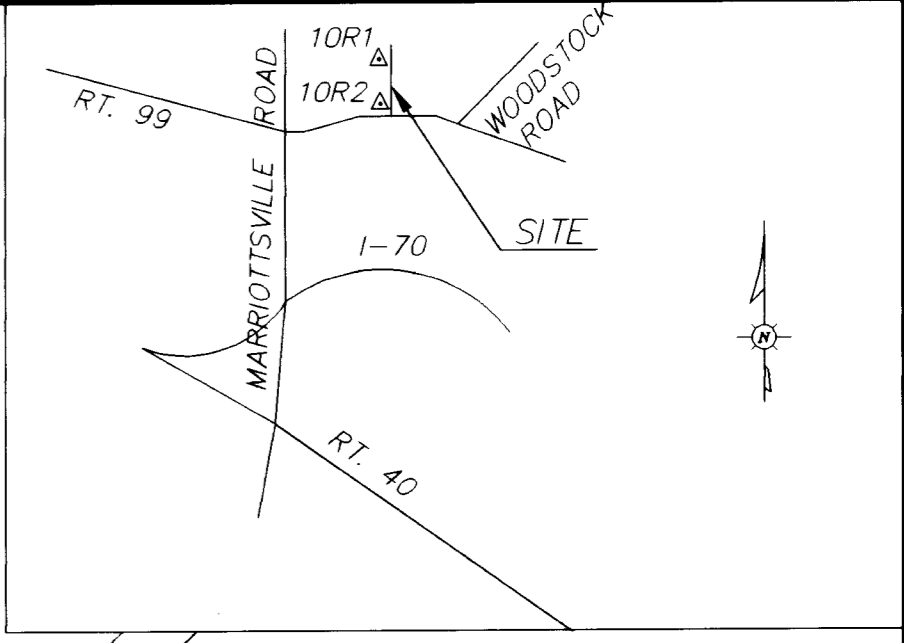 10R1
10R2
RT. 99
MARRIOTTSVILLE ROAD
WOODSTOCK
ROAD
SITE
I-70
N
RT. 40